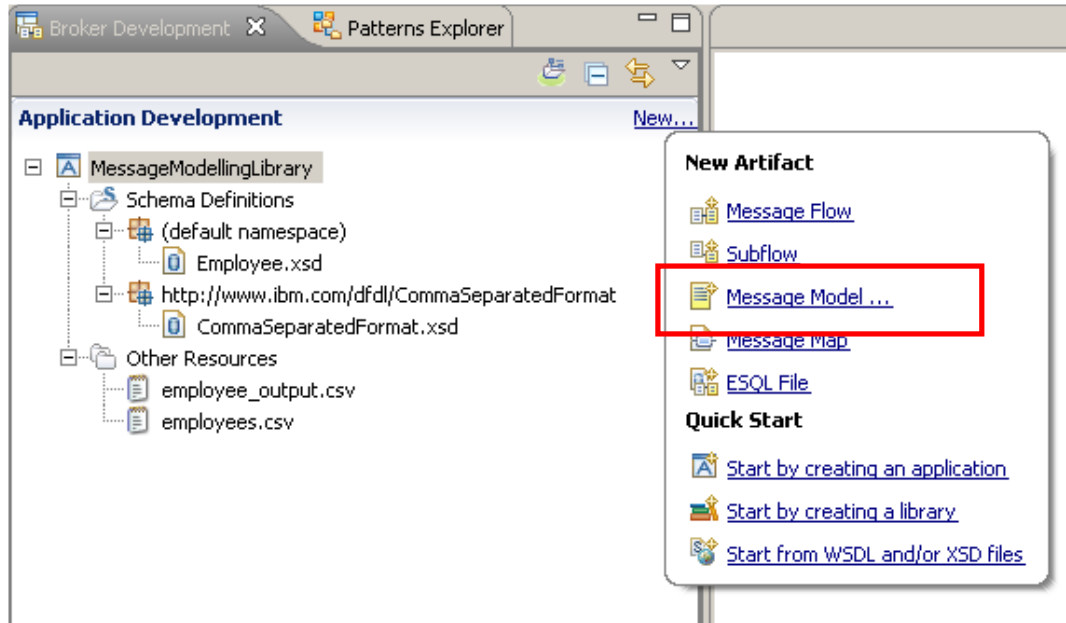 Broker Development
Patterns Explorer
Application Development
New...
MessageModellingLibrary
Schema Definitions
(default namespace)
Employee.xsd
http://www.ibm.com/dfdl/CommaSeparatedFormat
CommaSeparatedFormat.xsd
Other Resources
employee_output.csv
employees.csv
New Artifact
Message Flow
Subflow
Message Model ...
Message Map
ESQL File
Quick Start
Start by creating an application
Start by creating a library
Start from WSDL and/or XSD files